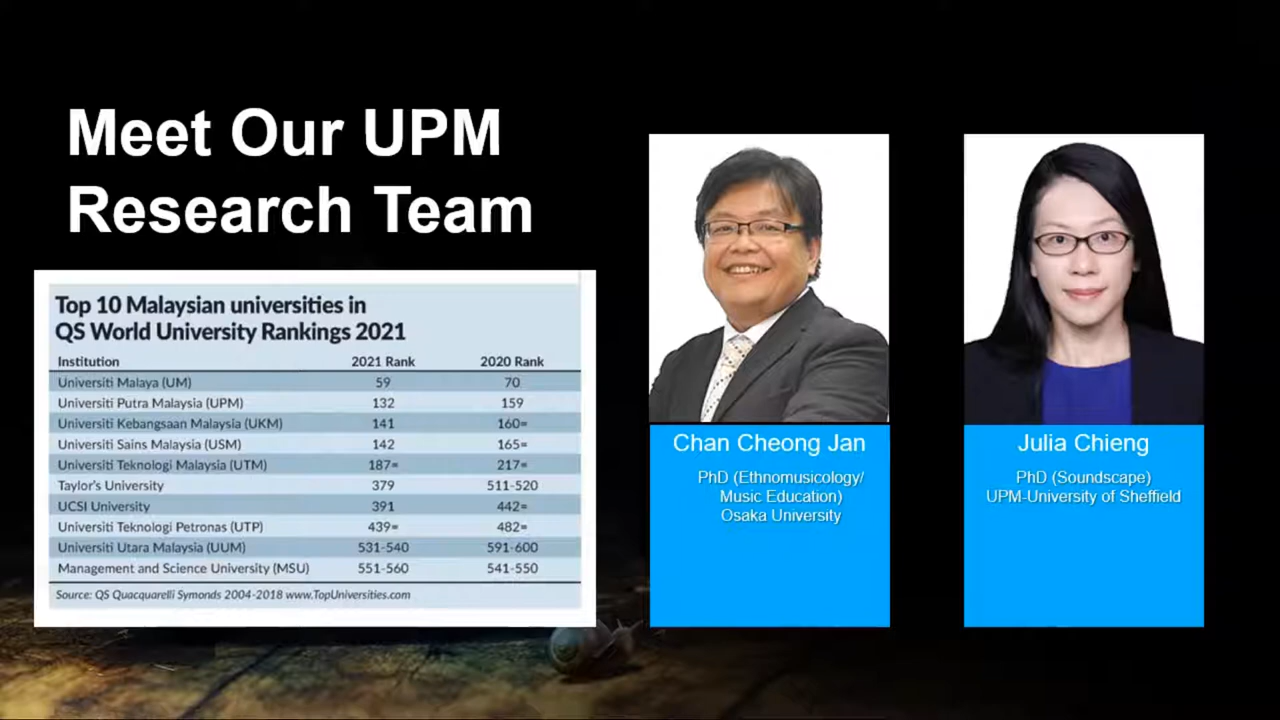 Meet Our UPM
Research Team
Top 10 Malaysian universities in
QS World University Rankings 2021
Institution 2021 Rank 2020 Rank
Universiti Malaya (UM) 59 70
Universiti Putra Malaysia (UPM) 132 159
Universiti Kebangsaan Malaysia (UKM) 141 160=
Universiti Sains Malaysia (USM) 142 165=
Universiti Teknologi Malaysia (UTM) 187= 217=
Taylor's University 379 511-520
UCSI University 391 442=
Universiti Teknologi Petronas (UTP) 439= 482=
Universiti Utara Malaysia (UUM) 531-540 591-600
Management and Science University (MSU) 551-560 541-550
Source: QS Quacquarelli Symonds 2004-2018 www.TopUniversities.com
Chan Cheong Jan
PhD (Ethnomusicology/
Music Education)
Osaka University
Julia Chieng
PhD (Soundscape)
UPM-University of Sheffield